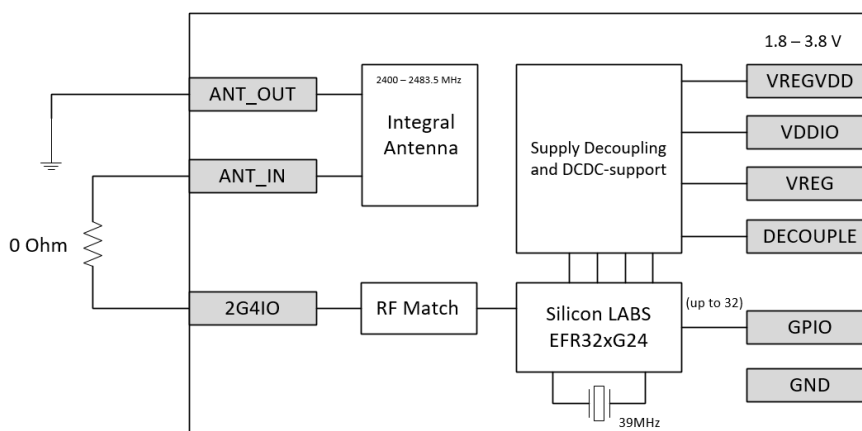 1.8 – 3.8 V
ANT_OUT
2400 – 2483.5 MHz
Integral
Antenna
VREGVDD
Supply Decoupling
and DCDC-support
VDDIO
ANT_IN
VREG
0 Ohm
DECOUPLE
2G4IO
RF Match
Silicon LABS
EFR32xG24
(up to 32)
GPIO
GND
39MHz